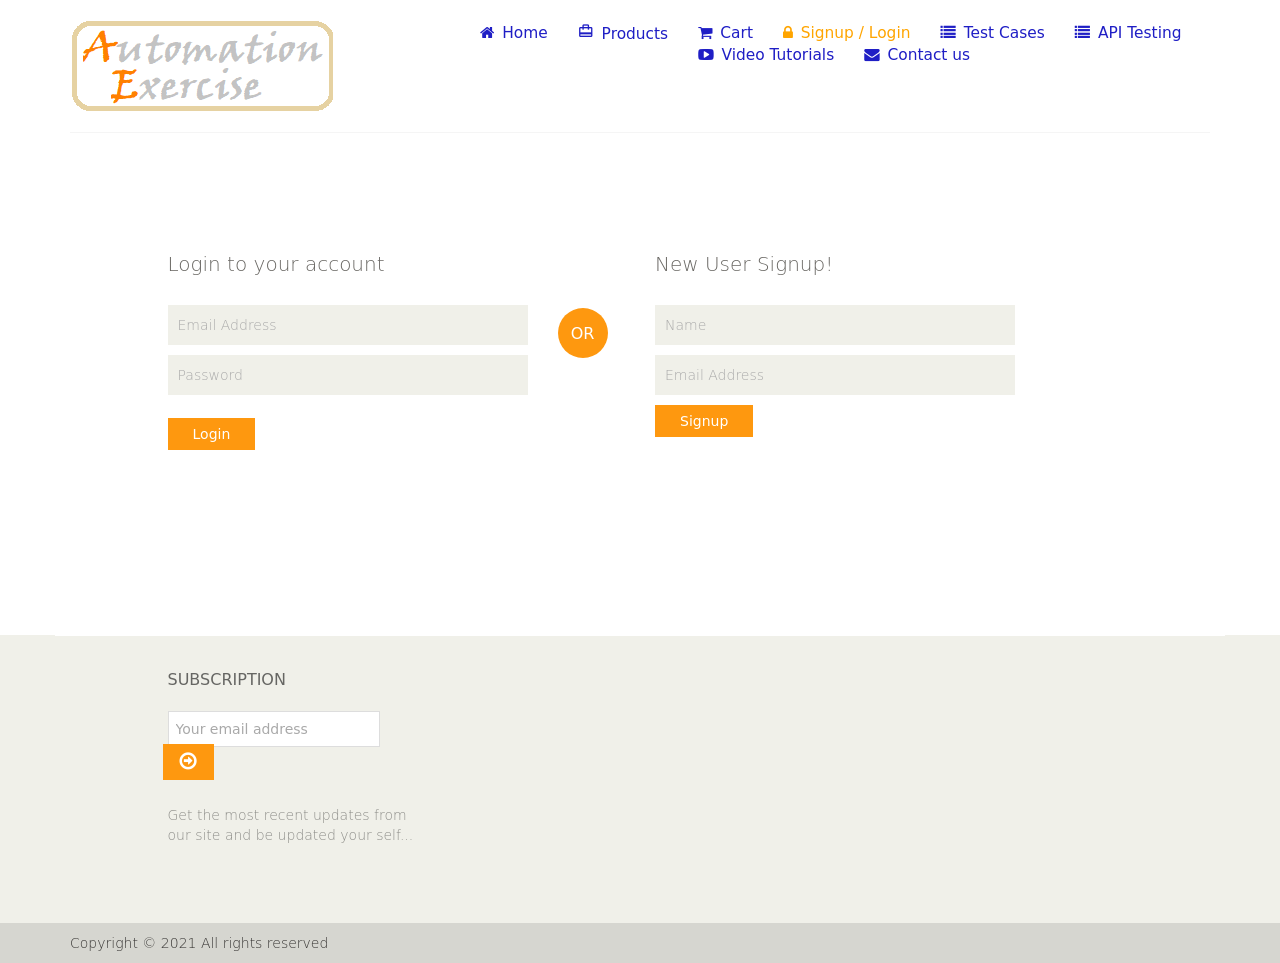 Automation
Exercise
Home
Products
Cart
Signup / Login
Test Cases
API Testing
Video Tutorials
Contact us
Login to your account
Email Address
Password
Login
OR
New User Signup!
Name
Email Address
Signup
SUBSCRIPTION
Your email address
Get the most recent updates from
our site and be updated your self...
Copyright © 2021 All rights reserved